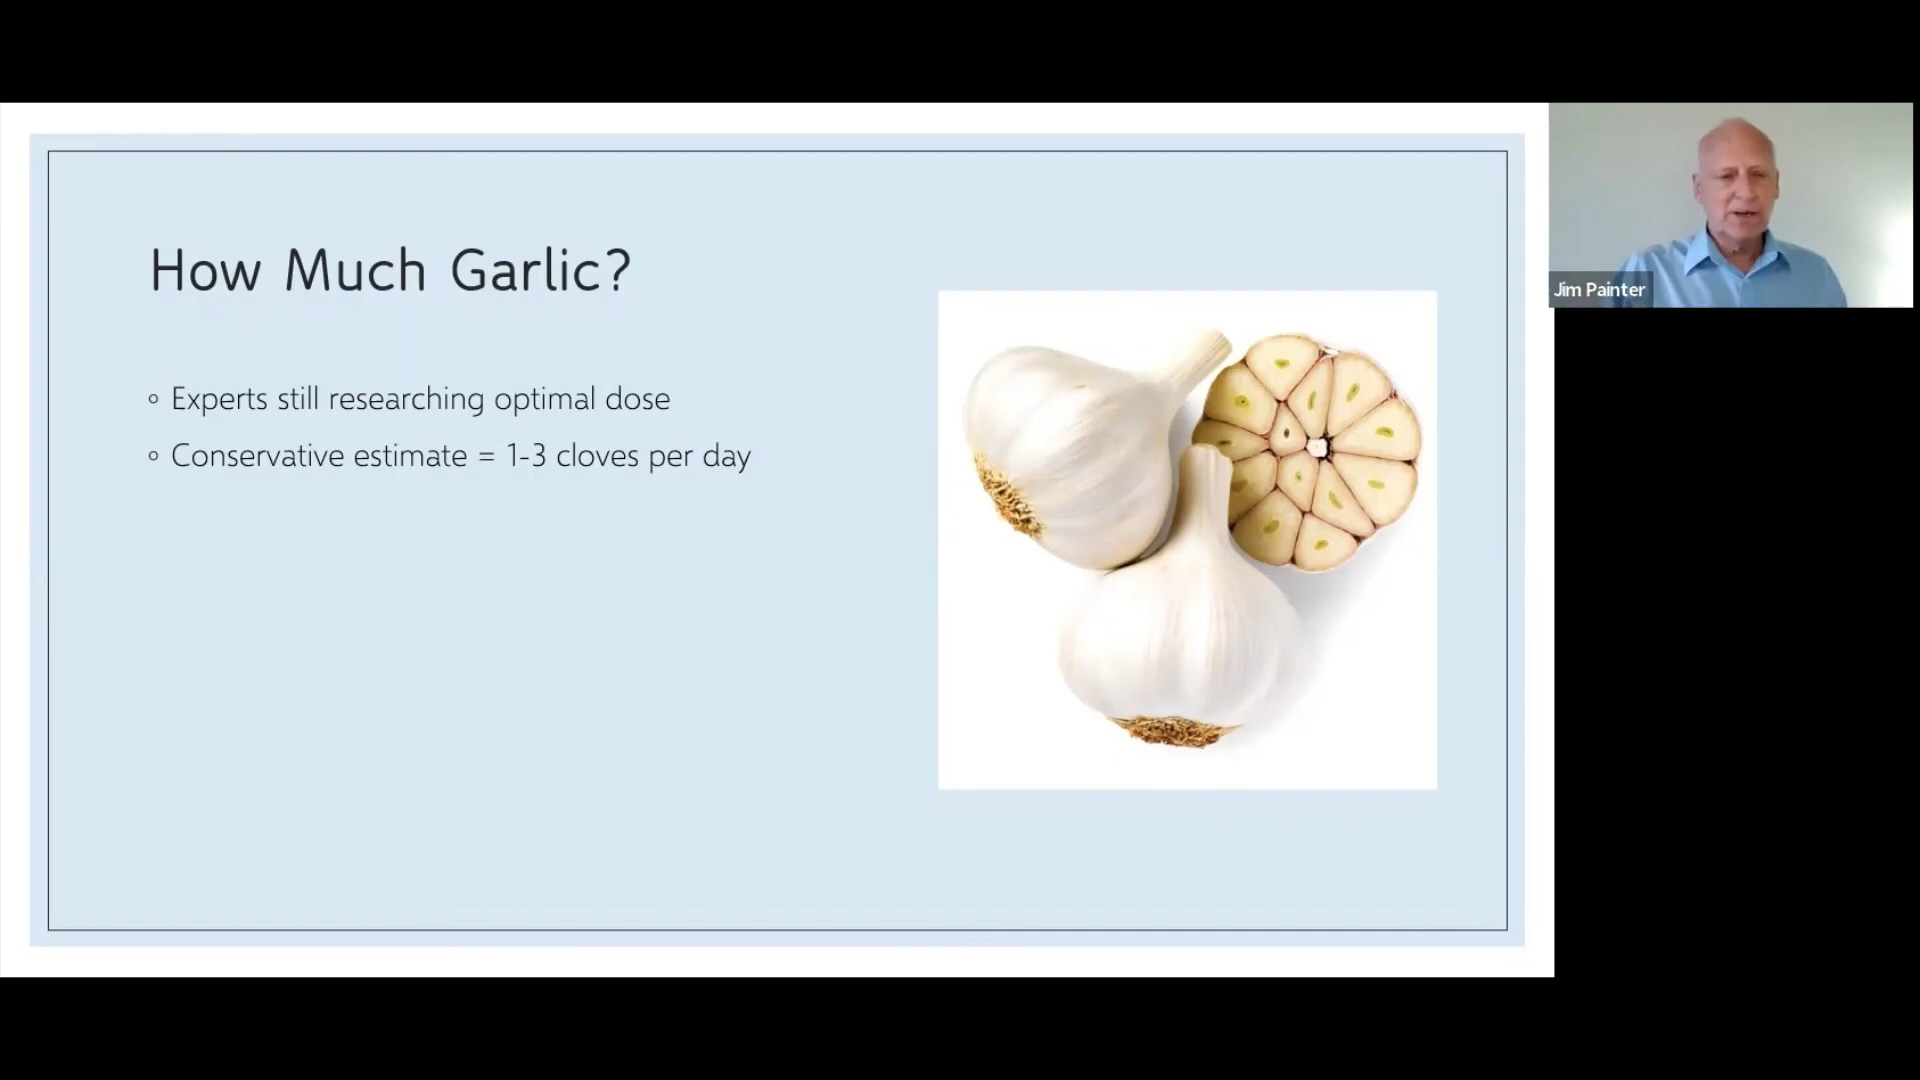 How Much Garlic?
◦ Experts still researching optimal dose
◦ Conservative estimate = 1-3 cloves per day
Jim Painter